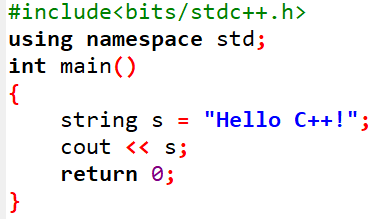 #include<bits/stdc++.h>
using namespace std;
int main()
{
    string s = "Hello C++!";
    cout << s;
    return 0;
}